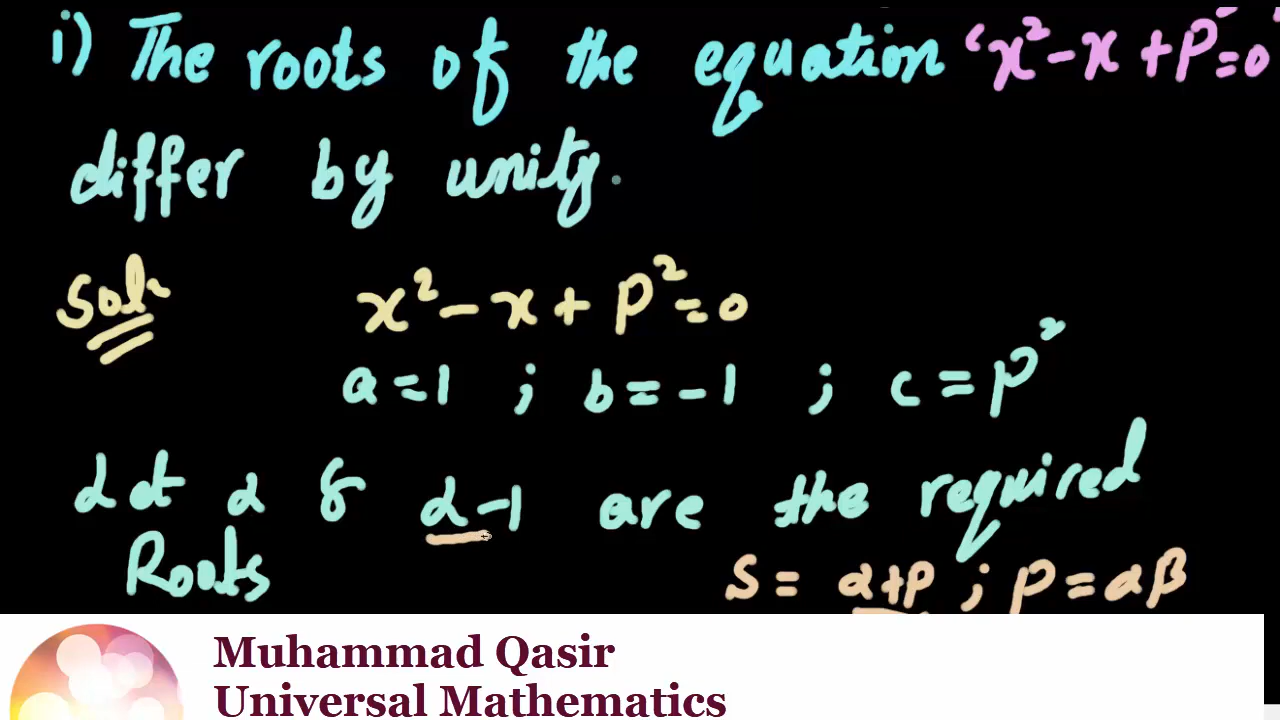 i) The roots of the equation 'x² - x + P² = 0'
differ by unity.
Sol:
x² - x + P² = 0
a = 1 ; b = -1 ; c = P²
Let α & α - 1 are the required
Roots
S = α + β ; P = αβ
Muhammad Qasir
Universal Mathematics